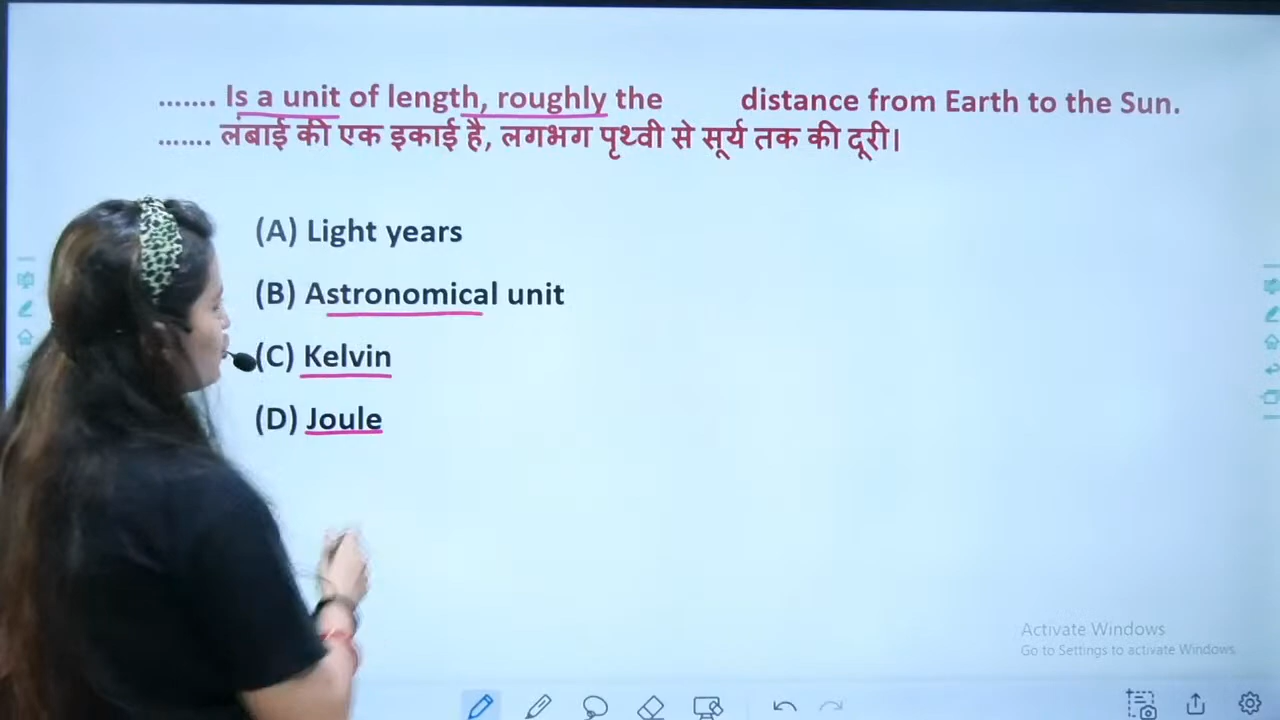 ....... Is a unit of length, roughly the distance from Earth to the Sun.
....... लंबाई की एक इकाई है, लगभग पृथ्वी से सूर्य तक की दूरी।
(A) Light years
(B) Astronomical unit
(C) Kelvin
(D) Joule
Activate Windows
Go to Settings to activate Windows.